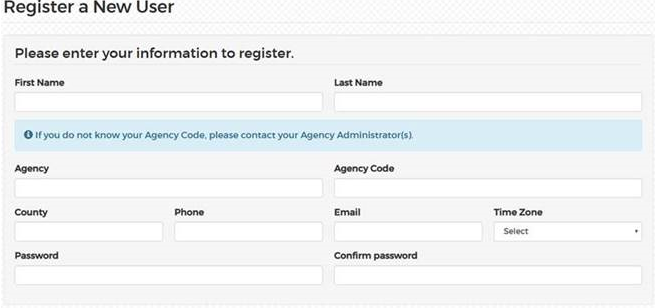 Register a New User
Please enter your information to register.
First Name Last Name
If you do not know your Agency Code, please contact your Agency Administrator(s).
Agency Agency Code
County Phone Email Time Zone
Select
Password Confirm password